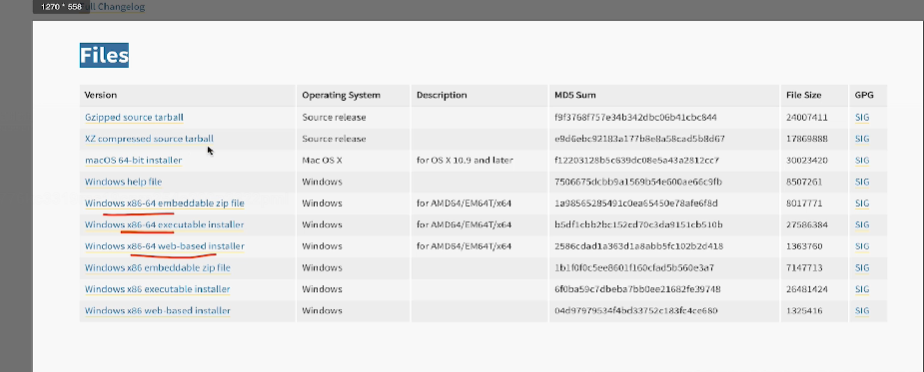 1270 * 558
ll Changelog
Files
Version Operating System Description MD5 Sum File Size GPG
Gzipped source tarball Source release f9f3768f757e34b342dbc06b41cbc844 24007411 SIG
XZ compressed source tarball Source release e9d6ebc92183a177b8e8a58cad5b8d67 17869888 SIG
macOS 64-bit installer Mac OS X for OS X 10.9 and later f12203128b5c639dc08e5a43a2812cc7 30023420 SIG
Windows help file Windows 7506675dcbb9a1569b54e600ae66c9fb 8507261 SIG
Windows x86-64 embeddable zip file Windows for AMD64/EM64T/x64 1a98565285491c0ea65450e78afe6f8d 8017771 SIG
Windows x86-64 executable installer Windows for AMD64/EM64T/x64 b5df1cbb2bc152cd70c3da9151cb510b 27586384 SIG
Windows x86-64 web-based installer Windows for AMD64/EM64T/x64 2586cdad1a363d1a8abb5fc102b2d418 1363760 SIG
Windows x86 embeddable zip file Windows 1b1f0f0c5ee8601f160cfad5b560e3a7 7147713 SIG
Windows x86 executable installer Windows 6f0ba59c7dbeba7bb0ee21682fe39748 26481424 SIG
Windows x86 web-based installer Windows 04d97979534f4bd33752c183fc4ce680 1325416 SIG